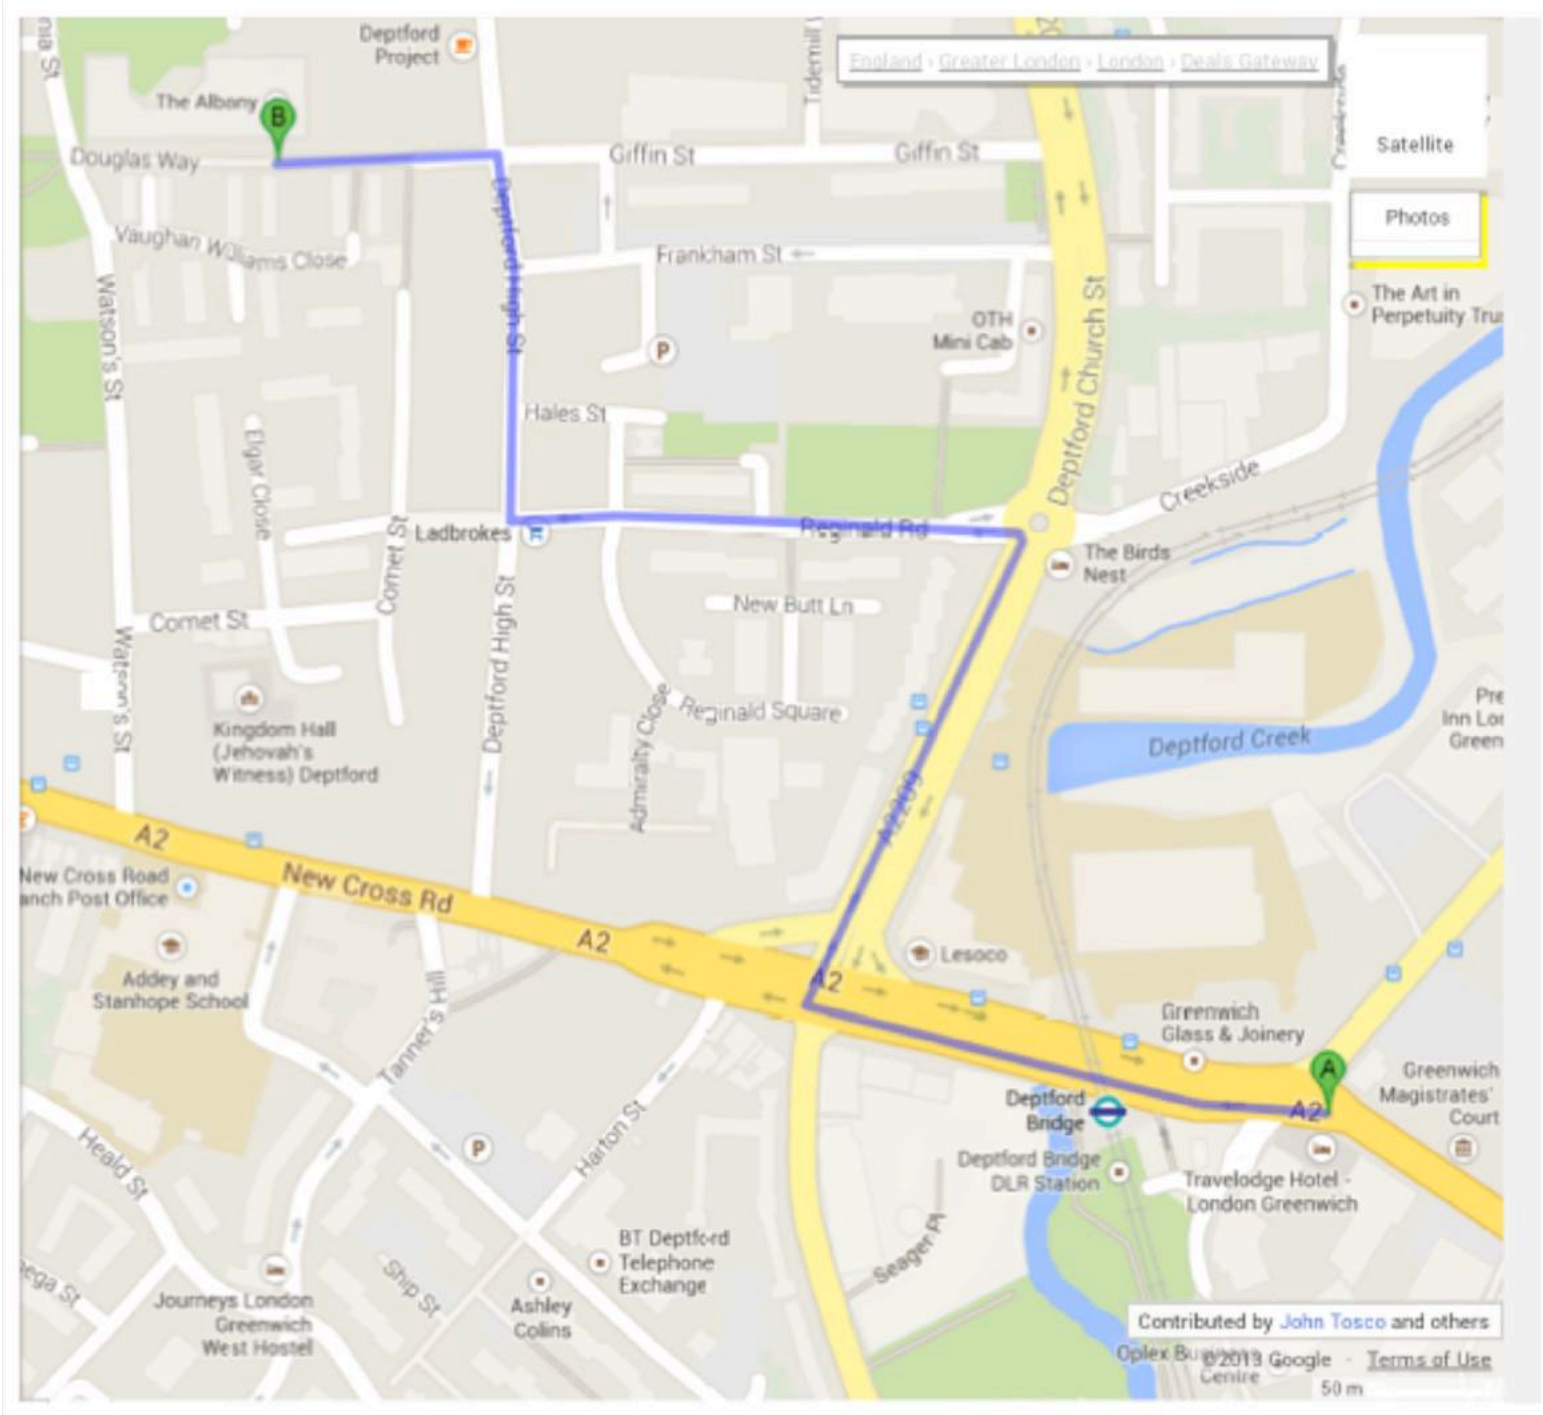 Deptford
Project
England › Greater London › London › Deals Gateway
Satellite
Photos
The Albany
B
Douglas Way
Giffin St
Giffin St
Vaughan Williams Close
Deptford High St
Frankham St
The Art in
OTH
Mini Cab
P
Watson's St
Deptford Church St
Hales St
Elgar Close
Creekside
Ladbrokes
Reginald Rd
The Birds
Nest
Comet St
New Butt Ln
Comet St
Watson's St
Deptford High St
Reginald Square
Admiralty Close
Kingdom Hall
(Jehovah's
Witness) Deptford
Deptford Creek
A2209
A2
New Cross Road
New Cross Rd
A2
A2
Lesoco
Addey and
Stanhope School
Tanner's Hill
Greenwich
Glass & Joinery
A
A2
Greenwich
Magistrates'
Court
Deptford
Bridge
Deptford Bridge
DLR Station
Travelodge Hotel -
London Greenwich
Heald St
P
Harton St
Seager Pl
BT Deptford
Telephone
Exchange
Ship St
Ashley
Colins
Journeys London
Greenwich
West Hostel
Contributed by John Tosco and others
©2013 Google - Terms of Use
Centre
50 m